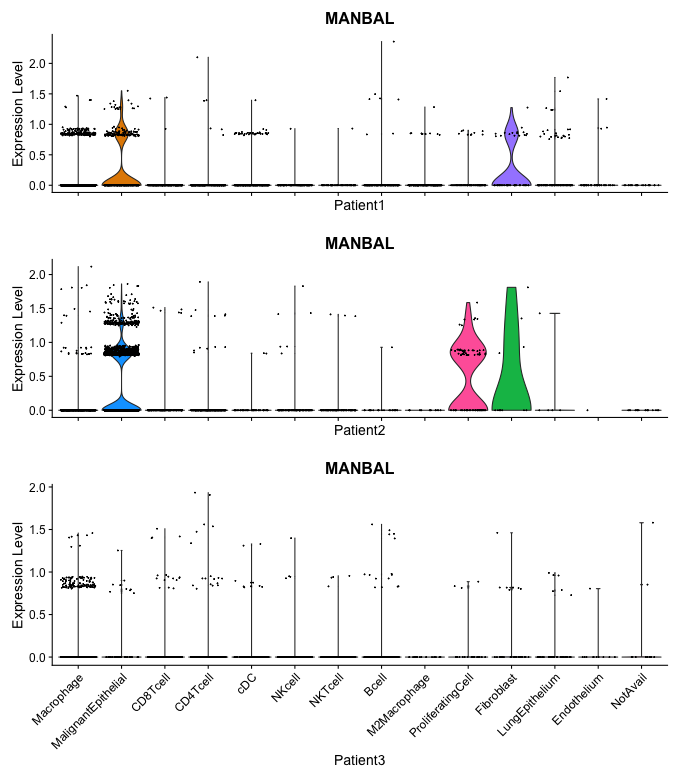 MANBAL
Expression Level
2.0
1.5
1.0
0.5
0.0
Patient1
MANBAL
Expression Level
2.0
1.5
1.0
0.5
0.0
Patient2
MANBAL
Expression Level
2.0
1.5
1.0
0.5
0.0
Macrophage
MalignantEpithelial
CD8Tcell
CD4Tcell
cDC
NKcell
NKTcell
Bcell
M2Macrophage
ProliferatingCell
Fibroblast
LungEpithelium
Endothelium
NotAvail
Patient3